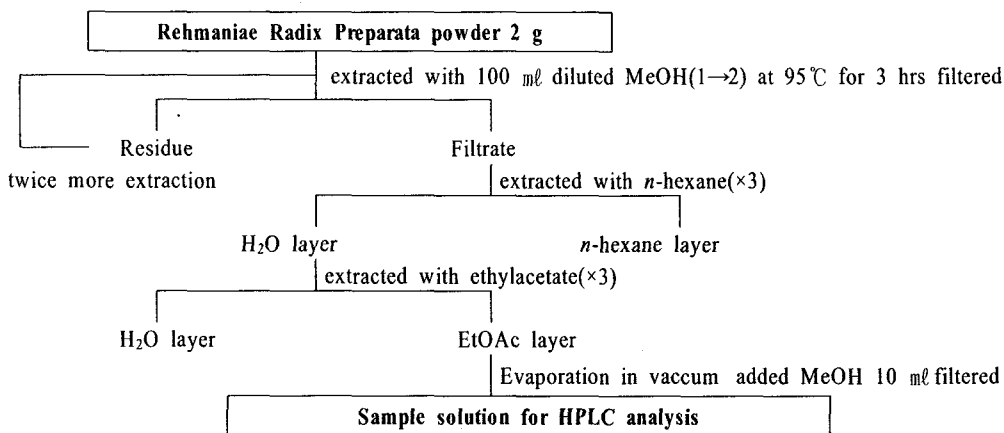 Rehmaniae Radix Preparata powder 2 g
extracted with 100 ㎖ diluted MeOH(1→2) at 95℃ for 3 hrs filtered
Residue
Filtrate
twice more extraction
extracted with n-hexane(×3)
H₂O layer
n-hexane layer
extracted with ethylacetate(×3)
H₂O layer
EtOAc layer
Evaporation in vaccum added MeOH 10 ㎖ filtered
Sample solution for HPLC analysis